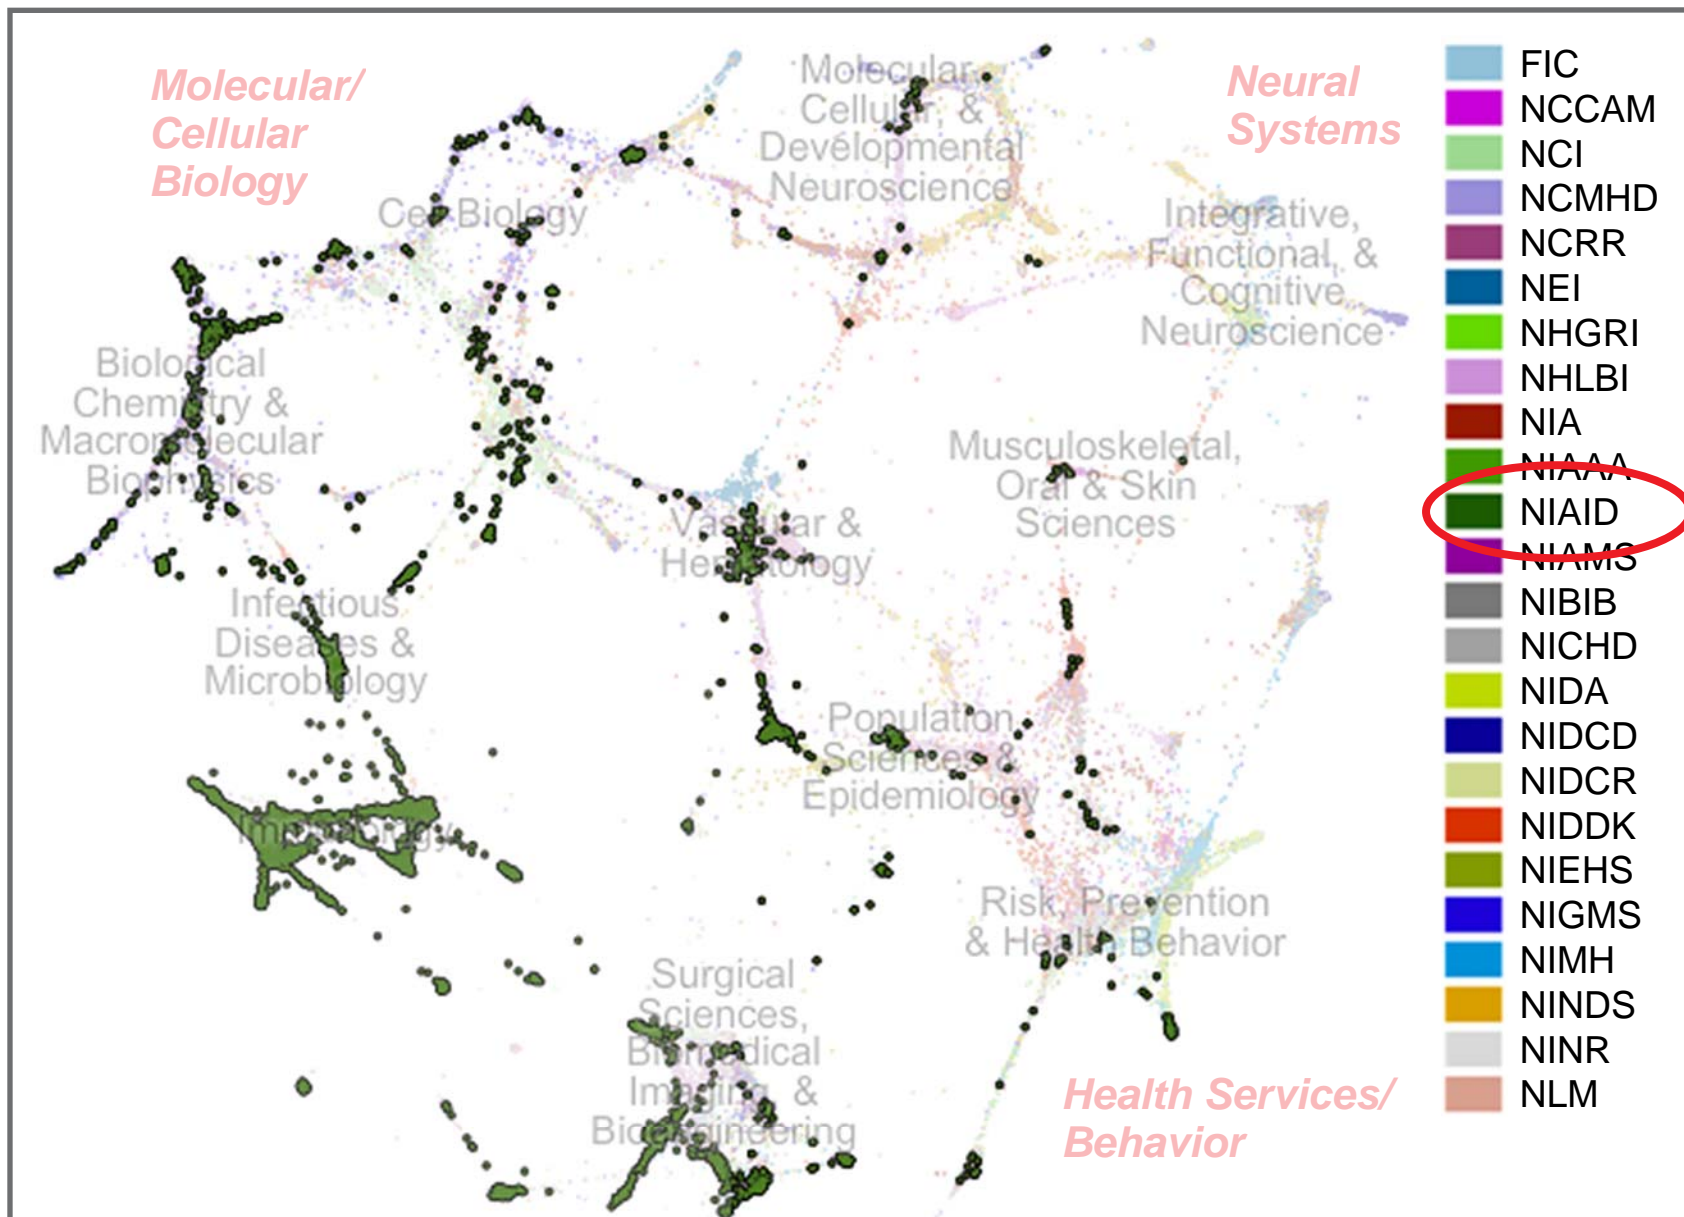 Molecular/
Cellular
Biology
Molecular,
Cellular, &
Developmental
Neuroscience
Neural
Systems
Cell Biology
Integrative,
Functional, &
Cognitive
Neuroscience
Biological
Chemistry &
Macromolecular
Biophysics
Musculoskeletal,
Oral & Skin
Sciences
Vascular &
Hematology
Infectious
Diseases &
Microbiology
Population
Sciences &
Epidemiology
Immunology
Risk, Prevention
& Health Behavior
Surgical
Sciences,
Biomedical
Imaging, &
Bioengineering
Health Services/
Behavior
FIC
NCCAM
NCI
NCMHD
NCRR
NEI
NHGRI
NHLBI
NIA
NIAAA
NIAID
NIAMS
NIBIB
NICHD
NIDA
NIDCD
NIDCR
NIDDK
NIEHS
NIGMS
NIMH
NINDS
NINR
NLM